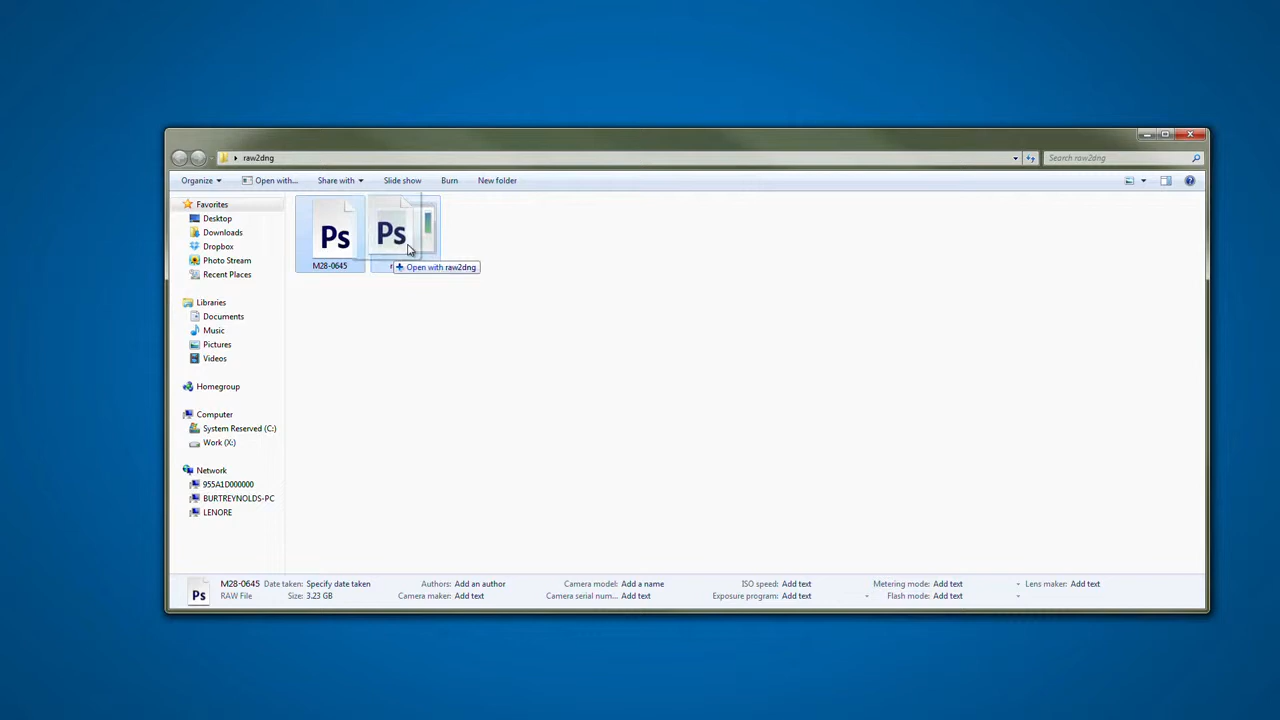 raw2dng
Search raw2dng
Organize
Open with...
Share with
Slide show
Burn
New folder
Favorites
Desktop
Downloads
Dropbox
Photo Stream
Recent Places
Libraries
Documents
Music
Pictures
Videos
Homegroup
Computer
System Reserved (C:)
Work (X:)
Network
955A1D000000
BURTREYNOLDS-PC
LENORE
Ps
Ps
M28-0645
Open with raw2dng
Ps
M28-0645 Date taken: Specify date taken Authors: Add an author Camera model: Add a name ISO speed: Add text Metering mode: Add text Lens maker: Add text
RAW File Size: 3.23 GB Camera maker: Add text Camera serial num... Add text Exposure program: Add text Flash mode: Add text